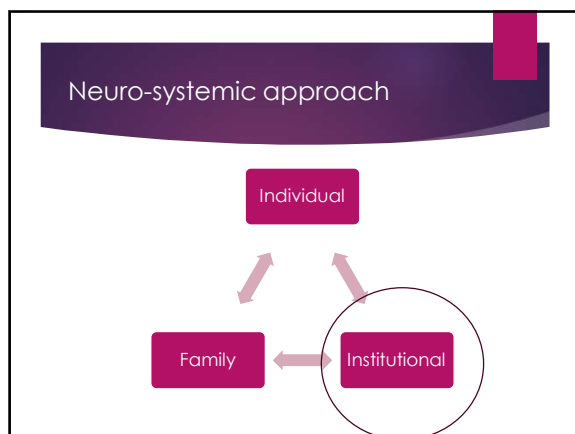 Neuro-systemic approach
Individual
Family
Institutional